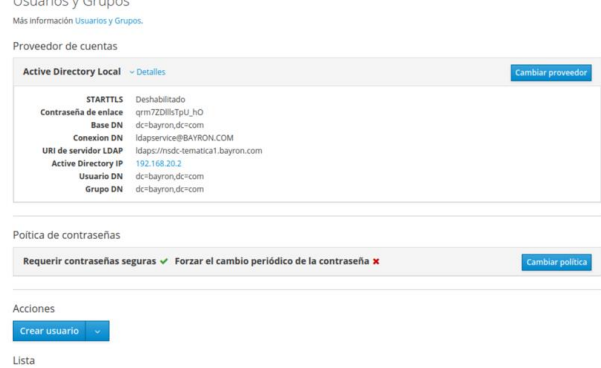 Usuarios y Grupos
Más información Usuarios y Grupos.
Proveedor de cuentas
Active Directory Local Detalles Cambiar proveedor
STARTTLS Deshabilitado
Contraseña de enlace qrm7ZDlllsTpU_hO
Base DN dc=bayron,dc=com
Conexion DN ldapservice@BAYRON.COM
URI de servidor LDAP ldaps://nsdc-tematica1.bayron.com
Active Directory IP 192.168.20.2
Usuario DN dc=bayron,dc=com
Grupo DN dc=bayron,dc=com
Poítica de contraseñas
Requerir contraseñas seguras ✔ Forzar el cambio periódico de la contraseña ✖ Cambiar política
Acciones
Crear usuario
Lista